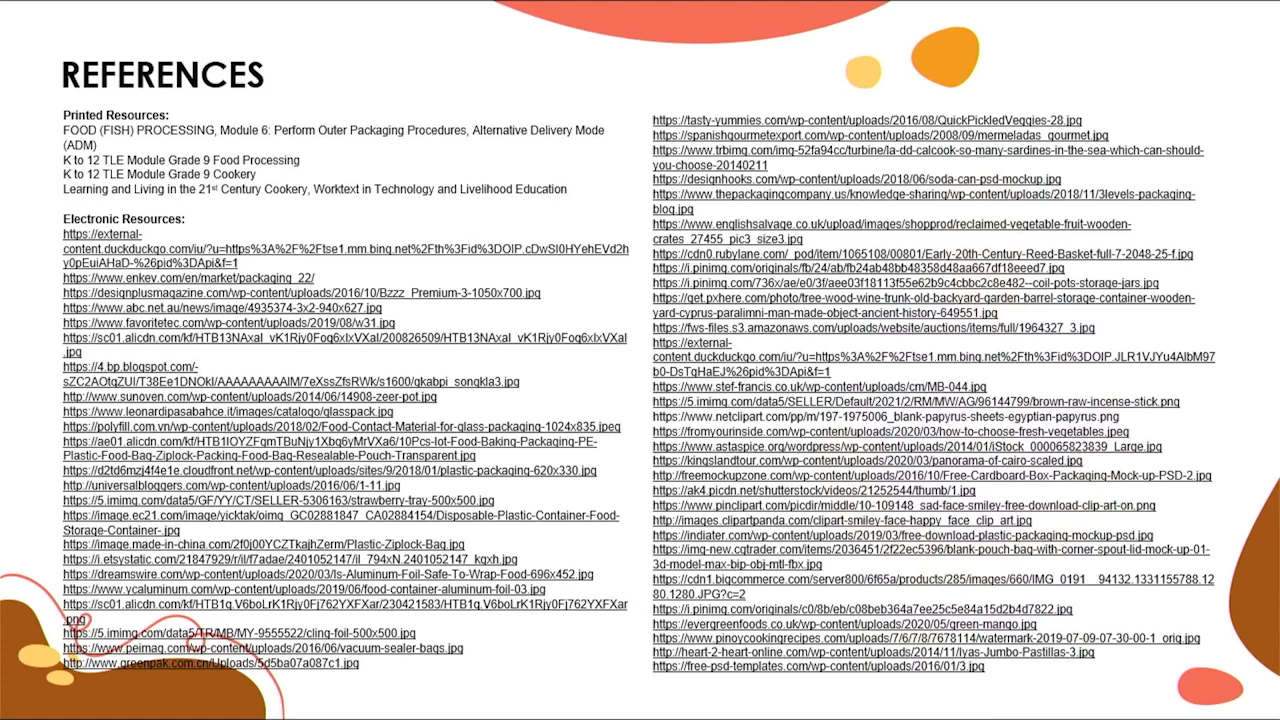 REFERENCES
Printed Resources:
FOOD (FISH) PROCESSING, Module 6: Perform Outer Packaging Procedures, Alternative Delivery Mode
(ADM)
K to 12 TLE Module Grade 9 Food Processing
K to 12 TLE Module Grade 9 Cookery
Learning and Living in the 21st Century Cookery, Worktext in Technology and Livelihood Education
Electronic Resources:
https://external-
content.duckduckgo.com/iu/?u=https%3A%2F%2Ftse1.mm.bing.net%2Fth%3Fid%3DOIP.cDwSI0HYehEVd2h
y0pEuiAHaD-%26pid%3DApi&f=1
https://www.enkev.com/en/market/packaging_22/
https://designplusmagazine.com/wp-content/uploads/2016/10/Bzzz_Premium-3-1050x700.jpg
https://www.abc.net.au/news/image/4935374-3x2-940x627.jpg
https://www.favoritetec.com/wp-content/uploads/2019/08/w31.jpg
https://sc01.alicdn.com/kf/HTB13NAxaI_vK1Rjy0Foq6xIxVXaI/200826509/HTB13NAxaI_vK1Rjy0Foq6xIxVXaI
.jpg
https://4.bp.blogspot.com/-
sZC2AOtqZUI/T38Ee1DNOkI/AAAAAAAAAIM/7eXssZfsRWk/s1600/gkabpi_songkla3.jpg
http://www.sunoven.com/wp-content/uploads/2014/06/14908-zeer-pot.jpg
https://www.leonardipasabahce.it/images/catalogo/glasspack.jpg
https://polyfill.com.vn/wp-content/uploads/2018/02/Food-Contact-Material-for-glass-packaging-1024x835.jpeg
https://ae01.alicdn.com/kf/HTB1IOYZFqmTBuNjy1Xbq6yMrVXa6/10Pcs-lot-Food-Baking-Packaging-PE-
Plastic-Food-Bag-Ziplock-Packing-Food-Bag-Resealable-Pouch-Transparent.jpg
https://d2td6mzj4f4e1e.cloudfront.net/wp-content/uploads/sites/9/2018/01/plastic-packaging-620x330.jpg
http://universalbloggers.com/wp-content/uploads/2016/06/1-11.jpg
https://5.imimg.com/data5/GF/YY/CT/SELLER-5306163/strawberry-tray-500x500.jpg
https://image.ec21.com/image/yicktak/oimg_GC02881847_CA02884154/Disposable-Plastic-Container-Food-
Storage-Container-.jpg
https://image.made-in-china.com/2f0j00YCZTkajhZerm/Plastic-Ziplock-Bag.jpg
https://i.etsystatic.com/21847929/r/il/f7adae/2401052147/il_794xN.2401052147_kqxh.jpg
https://dreamswire.com/wp-content/uploads/2020/03/Is-Aluminum-Foil-Safe-To-Wrap-Food-696x452.jpg
https://www.ycaluminum.com/wp-content/uploads/2019/06/food-container-aluminum-foil-03.jpg
https://sc01.alicdn.com/kf/HTB1q.V6boLrK1Rjy0Fj762YXFXar/230421583/HTB1q.V6boLrK1Rjy0Fj762YXFXar
.png
https://5.imimg.com/data5/TR/MB/MY-9555522/cling-foil-500x500.jpg
https://www.peimag.com/wp-content/uploads/2016/06/vacuum-sealer-bags.jpg
http://www.greenpak.com.cn/Uploads/5d5ba07a087c1.jpg
https://tasty-yummies.com/wp-content/uploads/2016/08/QuickPickledVeggies-28.jpg
https://spanishgourmetexport.com/wp-content/uploads/2008/09/mermeladas_gourmet.jpg
https://www.trbimg.com/img-52fa94cc/turbine/la-dd-calcook-so-many-sardines-in-the-sea-which-can-should-
you-choose-20140211
https://designhooks.com/wp-content/uploads/2018/06/soda-can-psd-mockup.jpg
https://www.thepackagingcompany.us/knowledge-sharing/wp-content/uploads/2018/11/3levels-packaging-
blog.jpg
https://www.englishsalvage.co.uk/upload/images/shopprod/reclaimed-vegetable-fruit-wooden-
crates_27455_pic3_size3.jpg
https://cdn0.rubylane.com/_pod/item/1065108/00801/Early-20th-Century-Reed-Basket-full-7-2048-25-f.jpg
https://i.pinimg.com/originals/fb/24/ab/fb24ab48bb48358d48aa667df18eeed7.jpg
https://i.pinimg.com/736x/ae/e0/3f/aee03f18113f55e62b9c4cbbc2c8e482--coil-pots-storage-jars.jpg
https://get.pxhere.com/photo/tree-wood-wine-trunk-old-backyard-garden-barrel-storage-container-wooden-
yard-cyprus-paralimni-man-made-object-ancient-history-649551.jpg
https://fws-files.s3.amazonaws.com/uploads/website/auctions/items/full/1964327_3.jpg
https://external-
content.duckduckgo.com/iu/?u=https%3A%2F%2Ftse1.mm.bing.net%2Fth%3Fid%3DOIP.JLR1VJYu4AlbM97
b0-DsTgHaEJ%26pid%3DApi&f=1
https://www.stef-francis.co.uk/wp-content/uploads/cm/MB-044.jpg
https://5.imimg.com/data5/SELLER/Default/2021/2/RM/MW/AG/96144799/brown-raw-incense-stick.png
https://www.netclipart.com/pp/m/197-1975006_blank-papyrus-sheets-egyptian-papyrus.png
https://fromyourinside.com/wp-content/uploads/2020/03/how-to-choose-fresh-vegetables.jpeg
https://www.astaspice.org/wordpress/wp-content/uploads/2014/01/iStock_000065823839_Large.jpg
https://kingslandtour.com/wp-content/uploads/2020/03/panorama-of-cairo-scaled.jpg
http://freemockupzone.com/wp-content/uploads/2016/10/Free-Cardboard-Box-Packaging-Mock-up-PSD-2.jpg
https://ak4.picdn.net/shutterstock/videos/21252544/thumb/1.jpg
https://www.pinclipart.com/picdir/middle/10-109148_sad-face-smiley-free-download-clip-art-on.png
http://images.clipartpanda.com/clipart-smiley-face-happy_face_clip_art.jpg
https://indiater.com/wp-content/uploads/2019/03/free-download-plastic-packaging-mockup-psd.jpg
https://img-new.cgtrader.com/items/2036451/2f22ec5396/blank-pouch-bag-with-corner-spout-lid-mock-up-01-
3d-model-max-bip-obj-mtl-fbx.jpg
https://cdn1.bigcommerce.com/server800/6f65a/products/285/images/660/IMG_0191__94132.1331155788.12
80.1280.JPG?c=2
https://i.pinimg.com/originals/c0/8b/eb/c08beb364a7ee25c5e84a15d2b4d7822.jpg
https://evergreenfoods.co.uk/wp-content/uploads/2020/05/green-mango.jpg
https://www.pinoycookingrecipes.com/uploads/7/6/7/8/7678114/watermark-2019-07-09-07-30-00-1_orig.jpg
http://heart-2-heart-online.com/wp-content/uploads/2014/11/Iyas-Jumbo-Pastillas-3.jpg
https://free-psd-templates.com/wp-content/uploads/2016/01/3.jpg